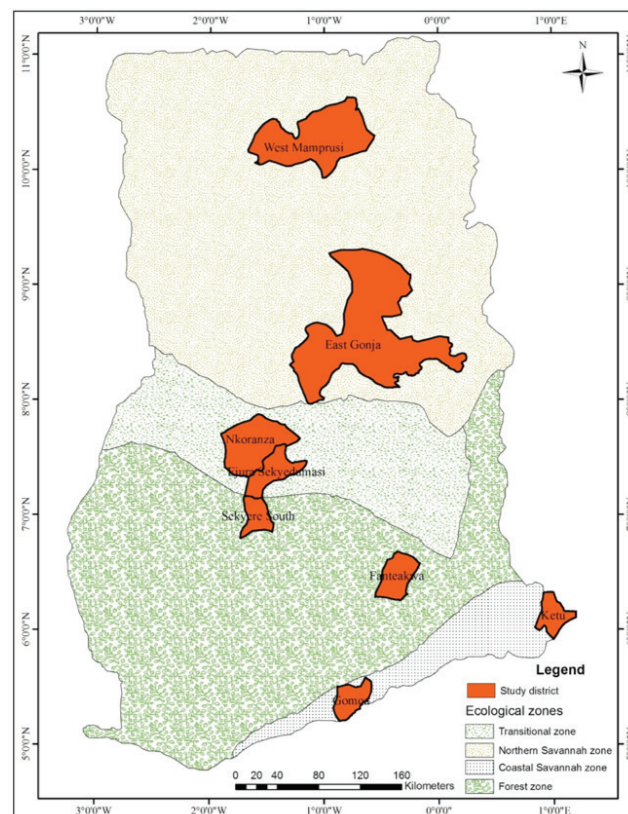 3°0'0"W 2°0'0"W 1°0'0"W 0°0'0"E 1°0'0"E
N
11°0'0"N
West Mamprusi
10°0'0"N
9°0'0"N
East Gonja
8°0'0"N
Nkoranza
Ejura Sekyedumasi
7°0'0"N
Sekyere South
Fanteakwa
6°0'0"N
Ketu
Gomoa
5°0'0"N
Legend
Study district
Ecological zones
Transitional zone
Northern Savannah zone
Coastal Savannah zone
Forest zone
0 20 40 80 120 160
Kilometers
3°0'0"W 2°0'0"W 1°0'0"W 0°0'0"E 1°0'0"E